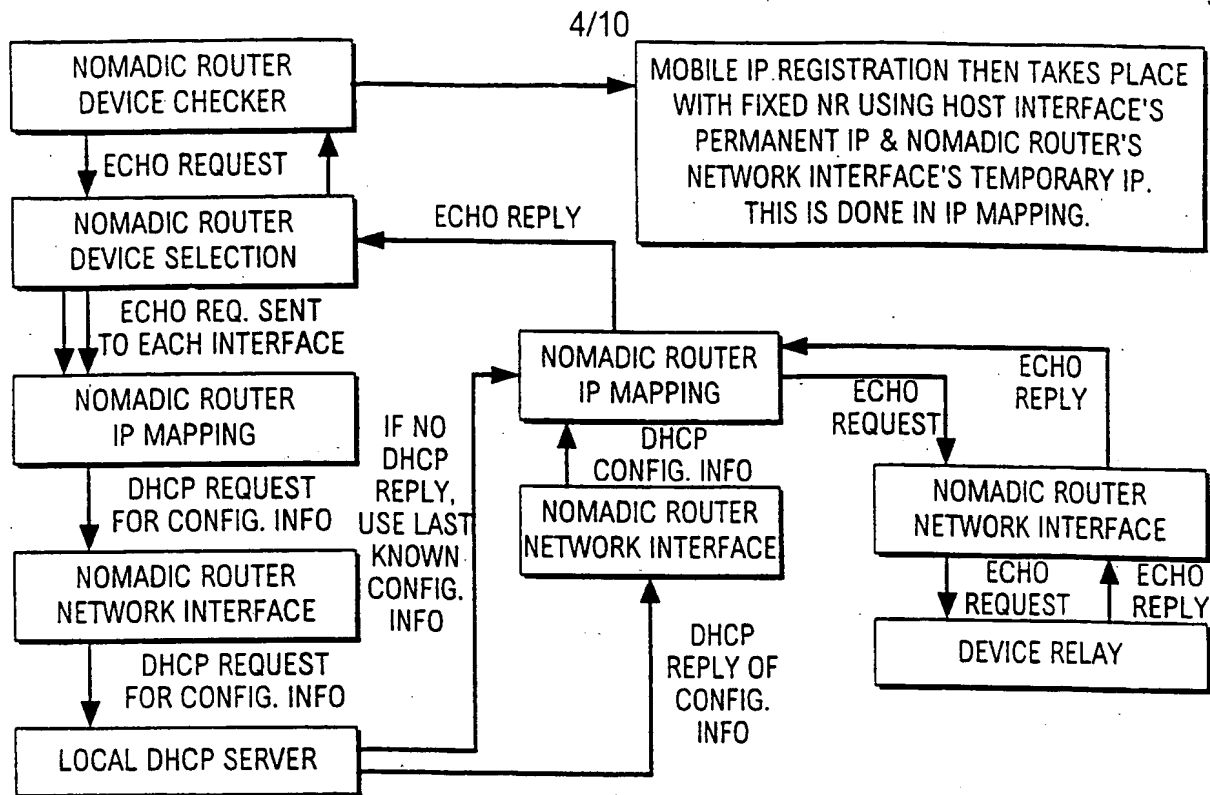 4/10
NOMADIC ROUTER
DEVICE CHECKER
MOBILE IP REGISTRATION THEN TAKES PLACE
WITH FIXED NR USING HOST INTERFACE'S
PERMANENT IP & NOMADIC ROUTER'S
NETWORK INTERFACE'S TEMPORARY IP.
THIS IS DONE IN IP MAPPING.
ECHO REQUEST
NOMADIC ROUTER
DEVICE SELECTION
ECHO REPLY
ECHO REQ. SENT
TO EACH INTERFACE
NOMADIC ROUTER
IP MAPPING
DHCP REQUEST
FOR CONFIG. INFO
NOMADIC ROUTER
NETWORK INTERFACE
DHCP REQUEST
FOR CONFIG. INFO
LOCAL DHCP SERVER
IF NO
DHCP
REPLY,
USE LAST
KNOWN
CONFIG.
INFO
NOMADIC ROUTER
IP MAPPING
DHCP
CONFIG. INFO
NOMADIC ROUTER
NETWORK INTERFACE
DHCP
REPLY OF
CONFIG.
INFO
ECHO
REQUEST
ECHO
REPLY
NOMADIC ROUTER
NETWORK INTERFACE
ECHO
REQUEST
ECHO
REPLY
DEVICE RELAY